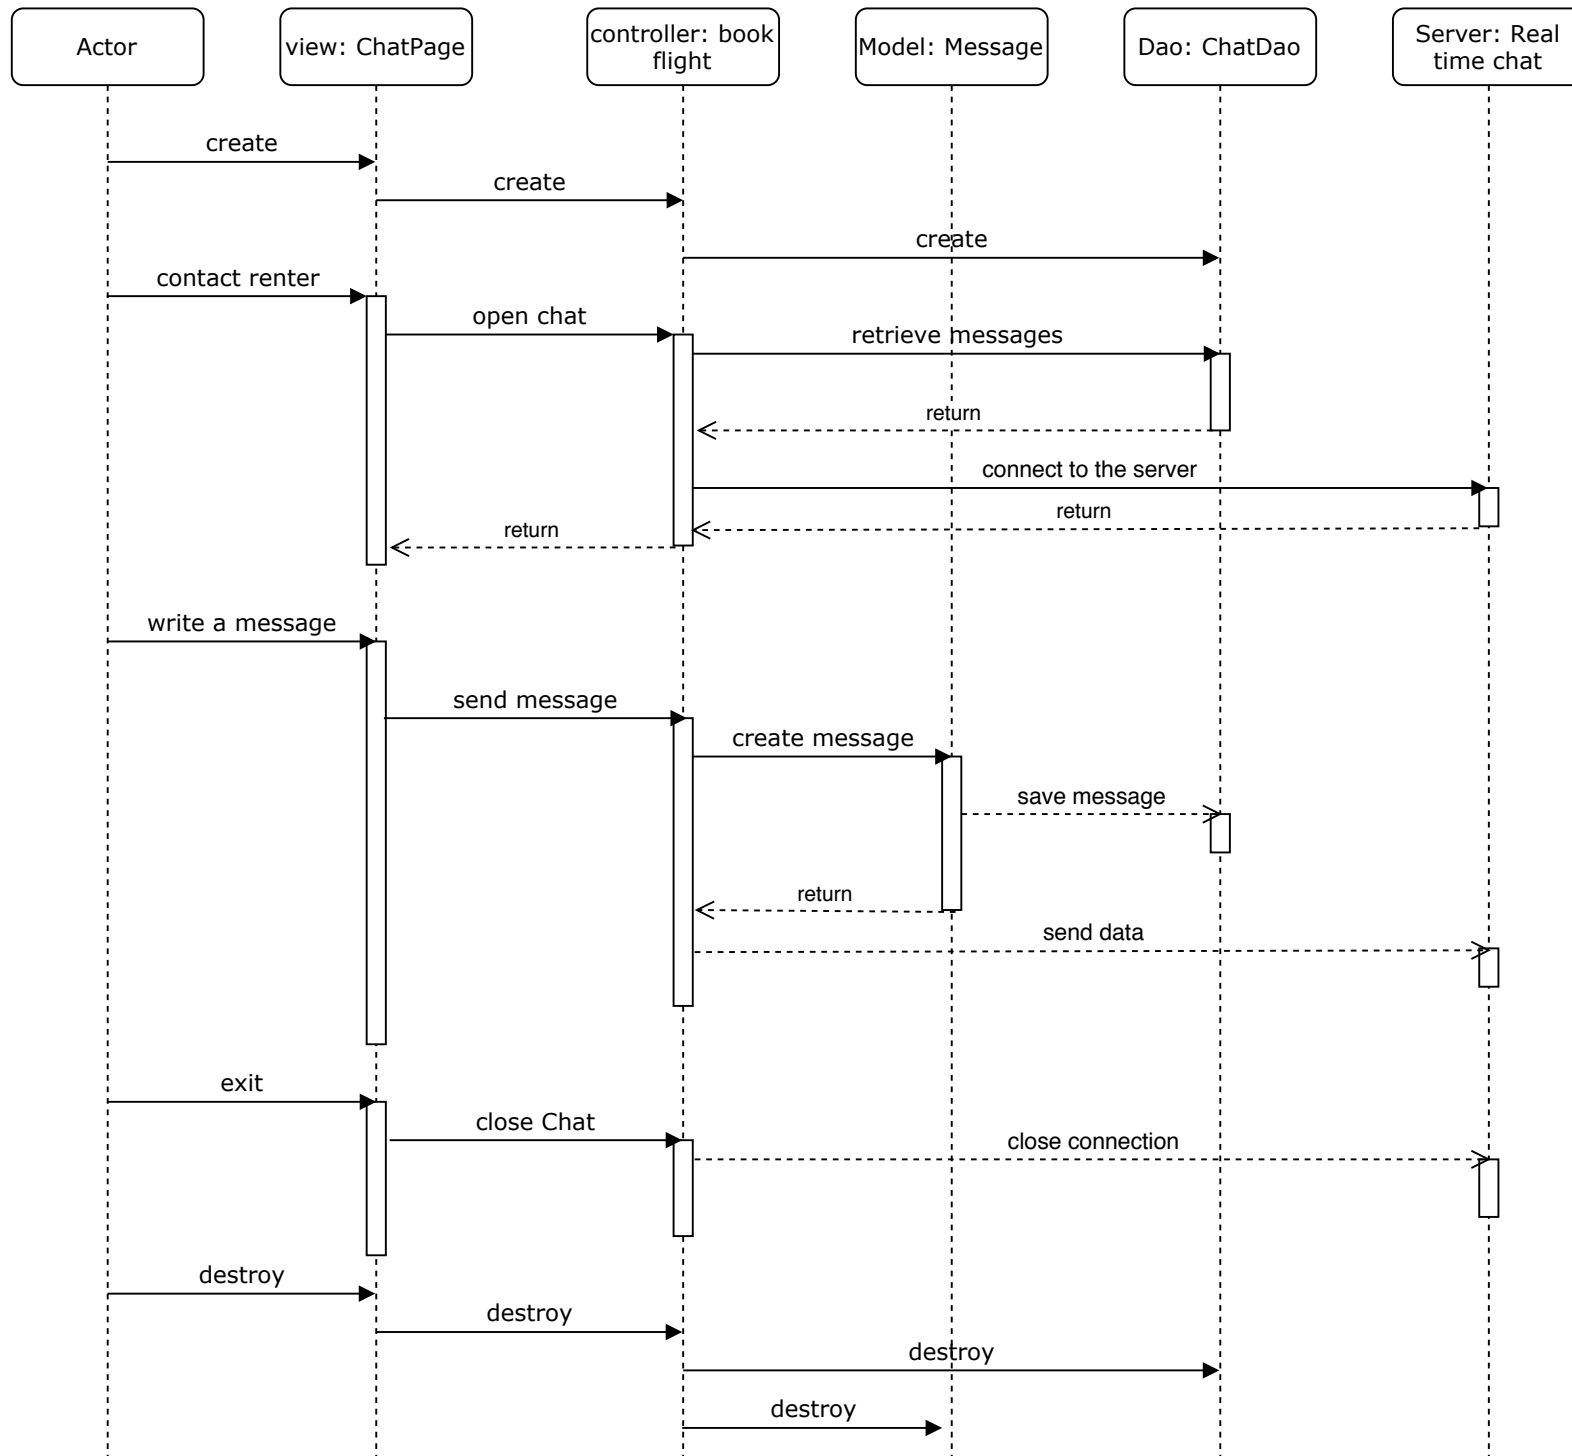 Actor
view: ChatPage
controller: book
flight
Model: Message
Dao: ChatDao
Server: Real
time chat
create
create
create
contact renter
open chat
retrieve messages
return
connect to the server
return
return
write a message
send message
create message
save message
return
send data
exit
close Chat
close connection
destroy
destroy
destroy
destroy